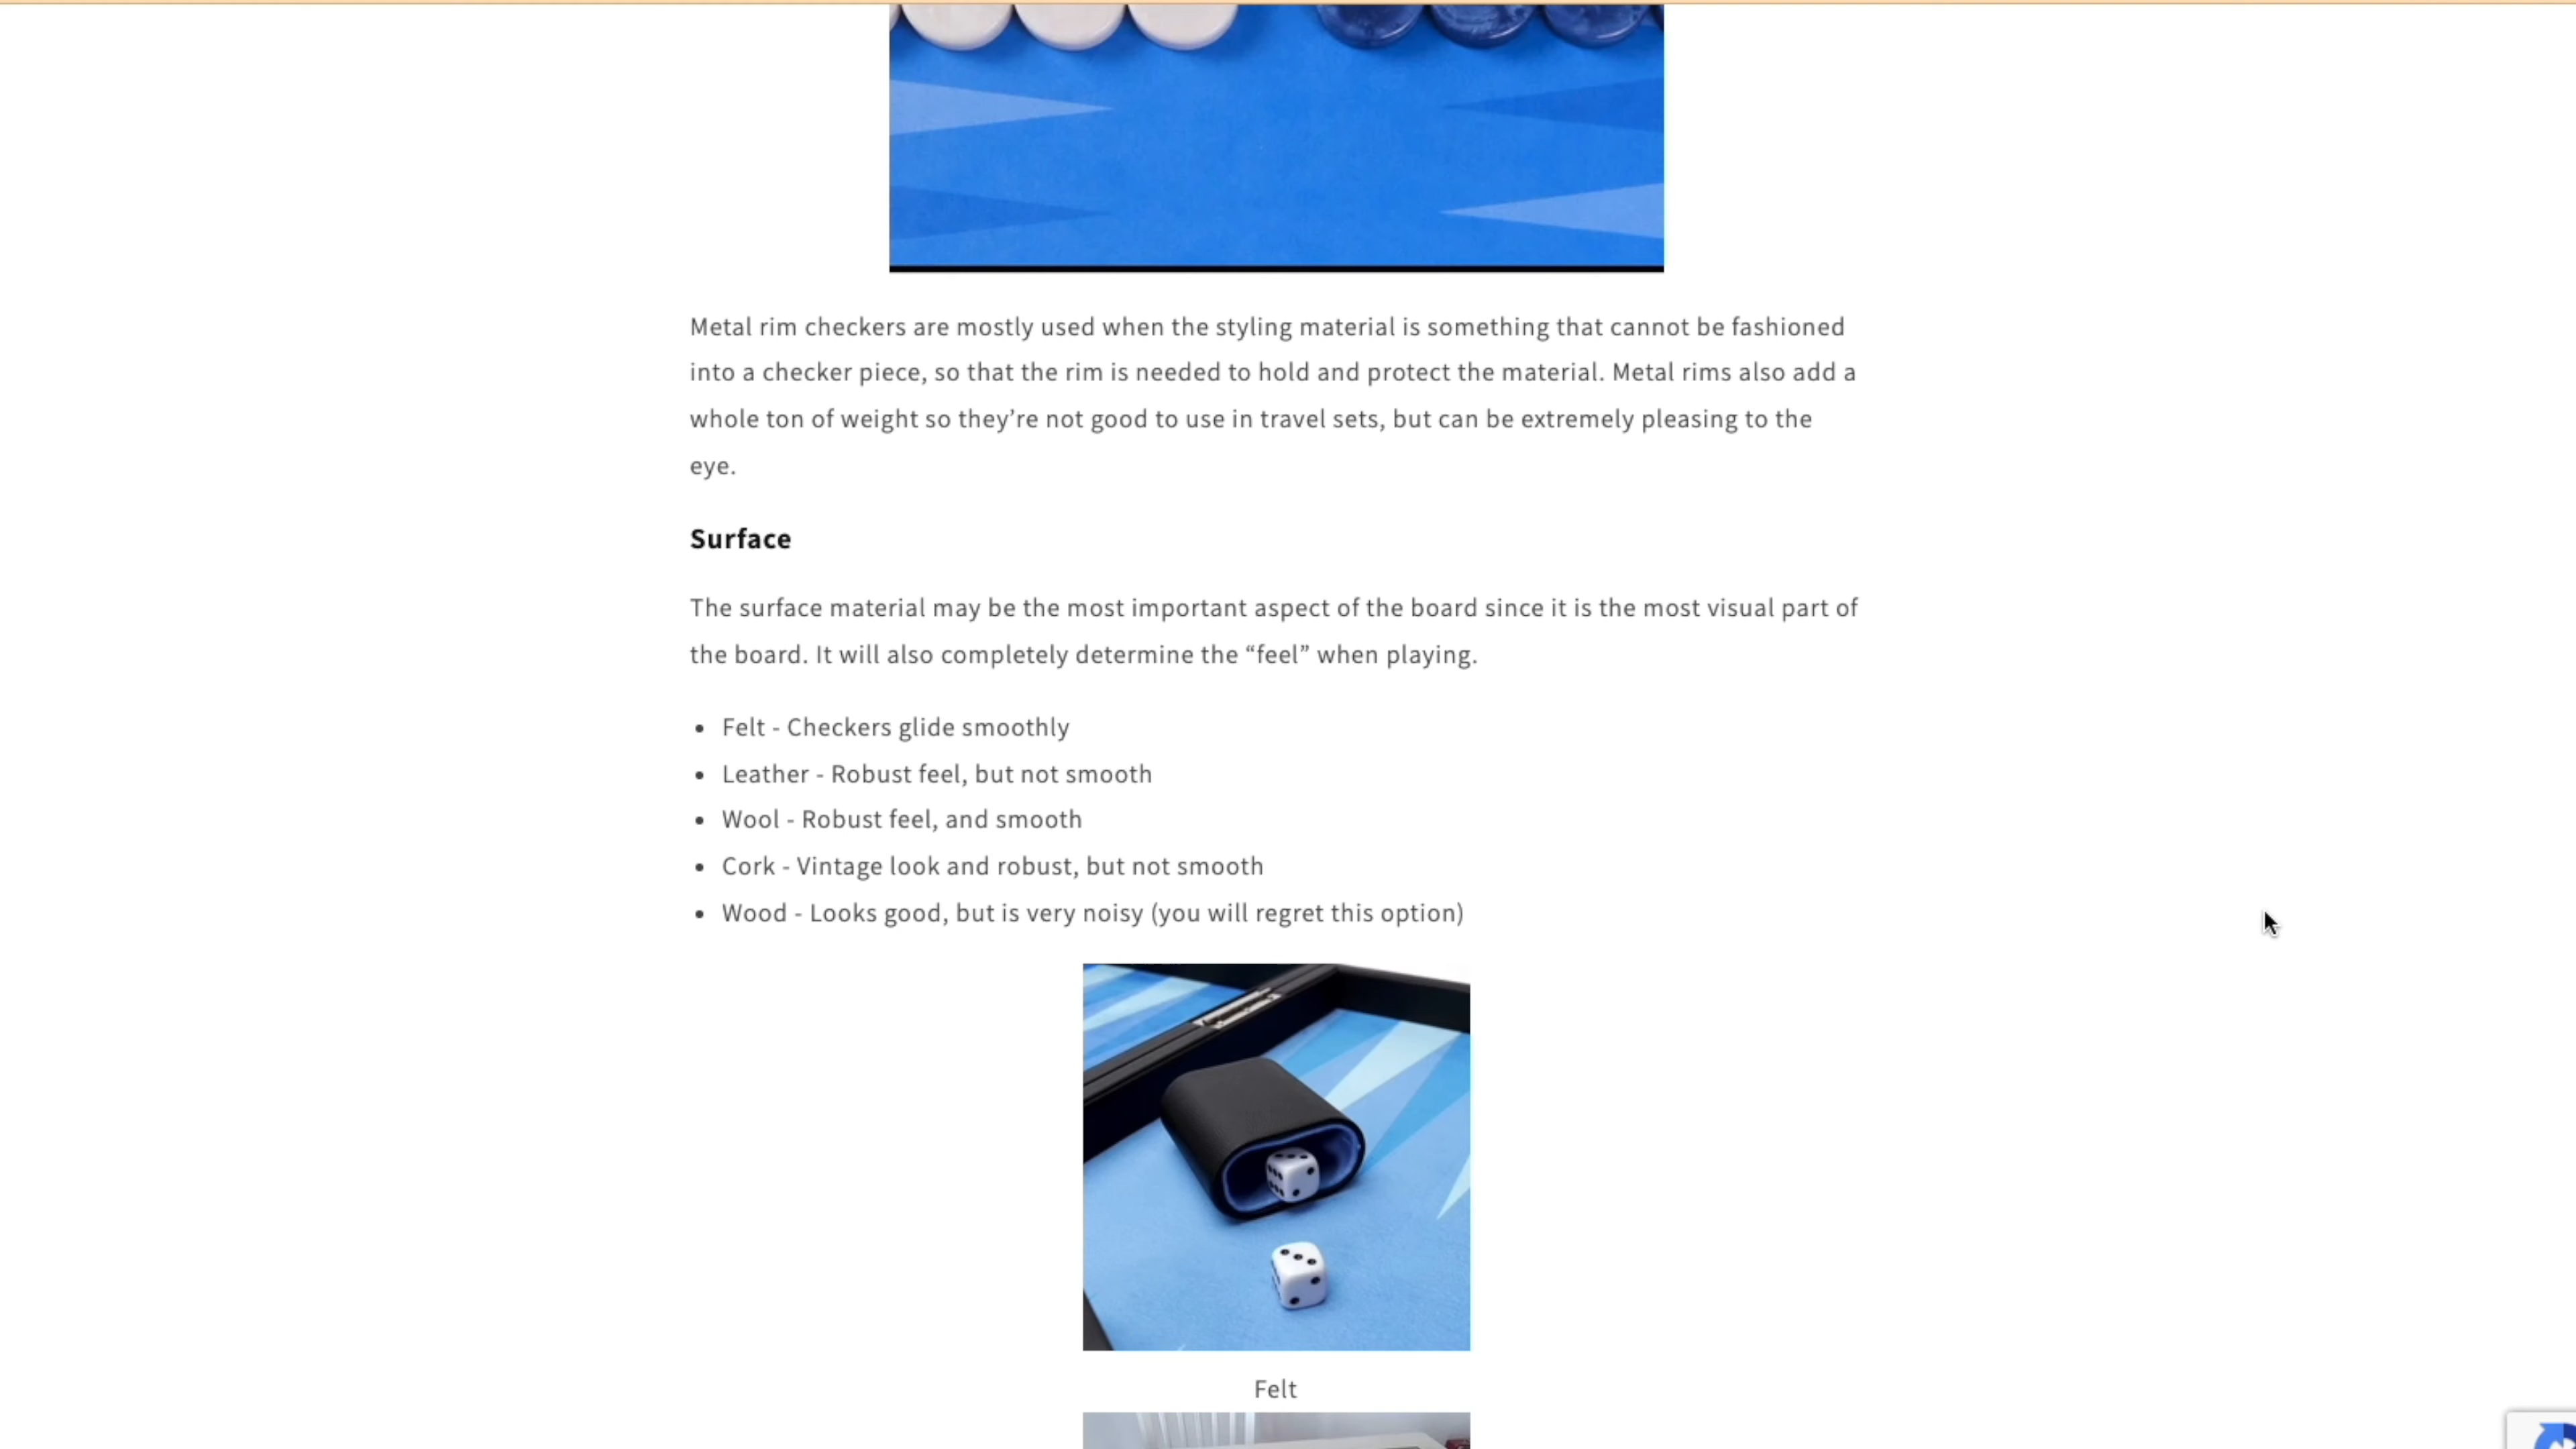 Metal rim checkers are mostly used when the styling material is something that cannot be fashioned
into a checker piece, so that the rim is needed to hold and protect the material. Metal rims also add a
whole ton of weight so they’re not good to use in travel sets, but can be extremely pleasing to the
eye.
Surface
The surface material may be the most important aspect of the board since it is the most visual part of
the board. It will also completely determine the “feel” when playing.
• Felt - Checkers glide smoothly
• Leather - Robust feel, but not smooth
• Wool - Robust feel, and smooth
• Cork - Vintage look and robust, but not smooth
• Wood - Looks good, but is very noisy (you will regret this option)
Felt